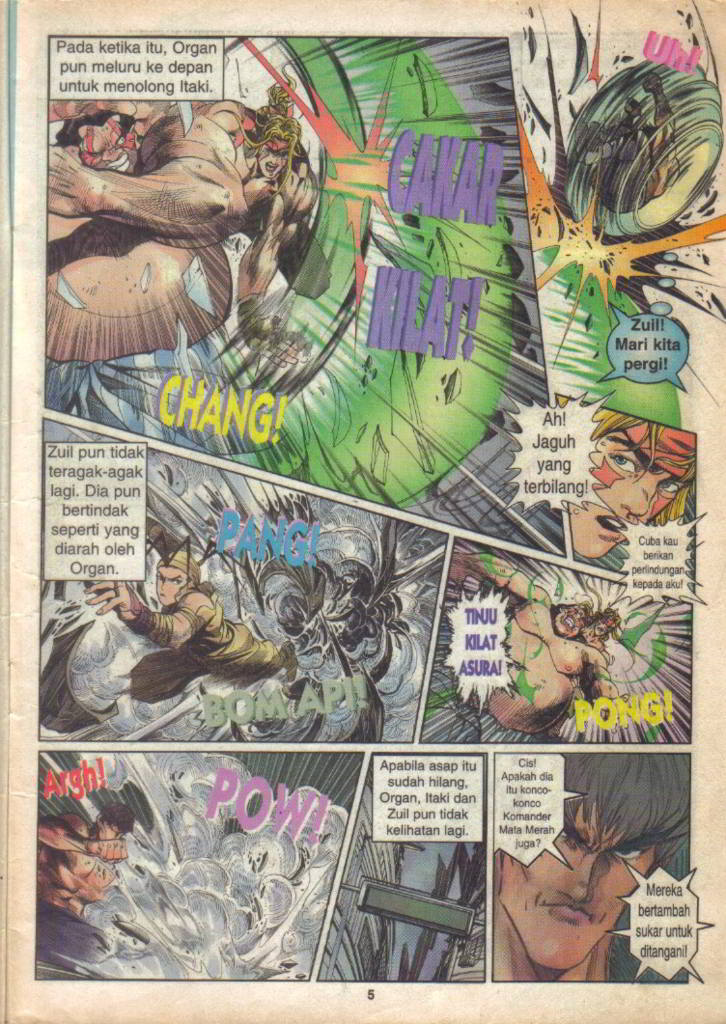 Pada ketika itu, Organ
pun meluru ke depan
untuk menolong Itaki.
CAKAR
KILAT!
CHANG!
Uh!
Zuil!
Mari kita
pergi!
Ah!
Jaguh
yang
terbilang!
Cuba kau
berikan
perlindungan
kepada aku!
Zuil pun tidak
teragak-agak
lagi. Dia pun
bertindak
seperti yang
diarah oleh
Organ.
PANG!
BOM API!
TINJU
KILAT
ASURA!
PONG!
Argh!
POW!
Apabila asap itu
sudah hilang,
Organ, Itaki dan
Zuil pun tidak
kelihatan lagi.
Cis!
Apakah dia
itu konco-
konco
Komander
Mata Merah
juga?
Mereka
bertambah
sukar untuk
ditangani!
5